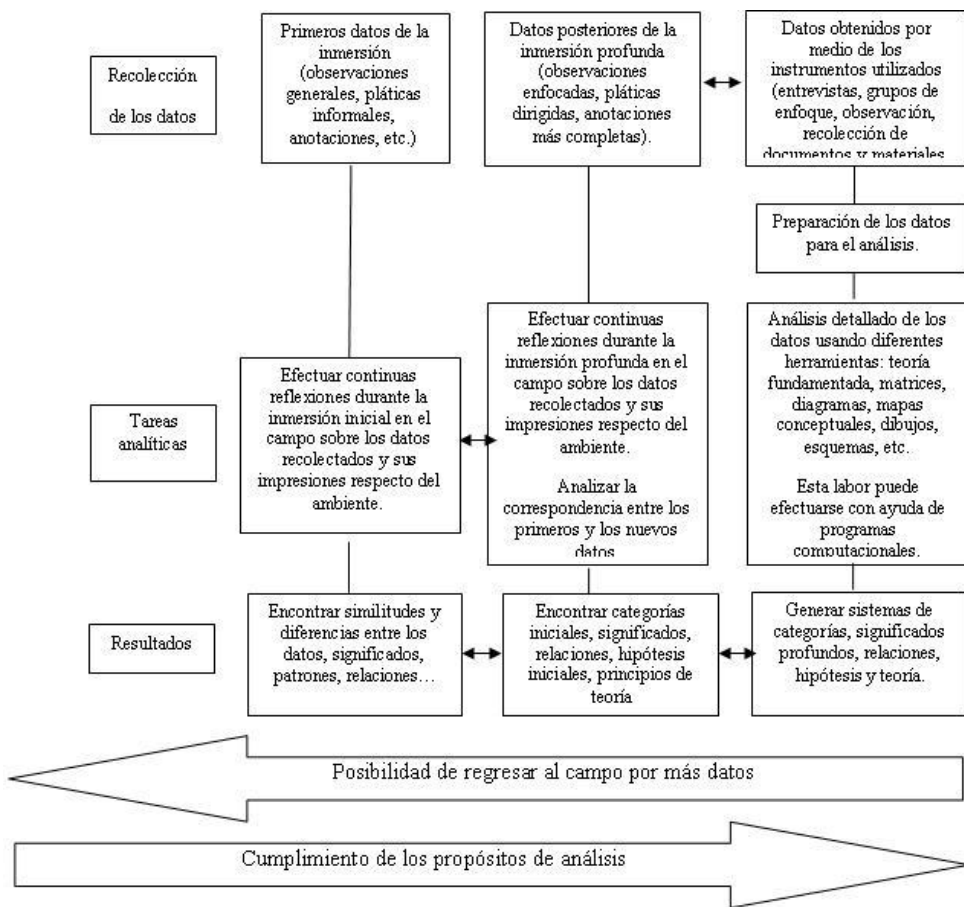 Recolección
de los datos
Primeros datos de la
inmersión
(observaciones
generales, pláticas
informales,
anotaciones, etc.)
Datos posteriores de la
inmersión profunda
(observaciones
enfocadas, pláticas
dirigidas, anotaciones
más completas).
Datos obtenidos por
medio de los
instrumentos utilizados
(entrevistas, grupos de
enfoque, observación,
recolección de
documentos y materiales
Preparación de los datos
para el análisis.
Tareas
analíticas
Efectuar continuas
reflexiones durante la
inmersión inicial en el
campo sobre los datos
recolectados y sus
impresiones respecto del
ambiente.
Efectuar continuas
reflexiones durante la
inmersión profunda en el
campo sobre los datos
recolectados y sus
impresiones respecto del
ambiente.
Analizar la
correspondencia entre los
primeros y los nuevos
datos
Análisis detallado de los
datos usando diferentes
herramientas: teoría
fundamentada, matrices,
diagramas, mapas
conceptuales, dibujos,
esquemas, etc.
Esta labor puede
efectuarse con ayuda de
programas
computacionales.
Resultados
Encontrar similitudes y
diferencias entre los
datos, significados,
patrones, relaciones…
Encontrar categorías
iniciales, significados,
relaciones, hipótesis
iniciales, principios de
teoría
Generar sistemas de
categorías, significados
profundos, relaciones,
hipótesis y teoría.
Posibilidad de regresar al campo por más datos
Cumplimiento de los propósitos de análisis